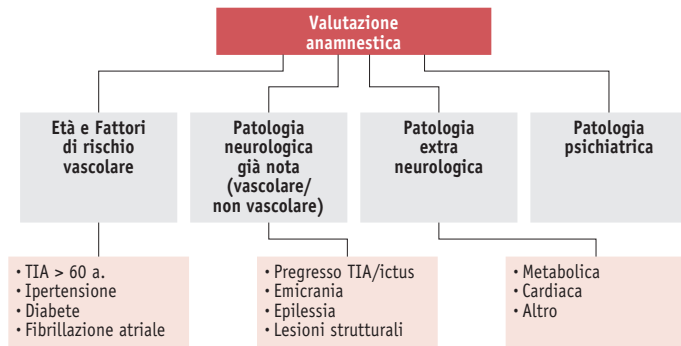 Valutazione
anamnestica
Età e Fattori
di rischio
vascolare
Patologia
neurologica
già nota
(vascolare/
non vascolare)
Patologia
extra
neurologica
Patologia
psichiatrica
• TIA > 60 a.
• Ipertensione
• Diabete
• Fibrillazione atriale
• Pregresso TIA/ictus
• Emicrania
• Epilessia
• Lesioni strutturali
• Metabolica
• Cardiaca
• Altro